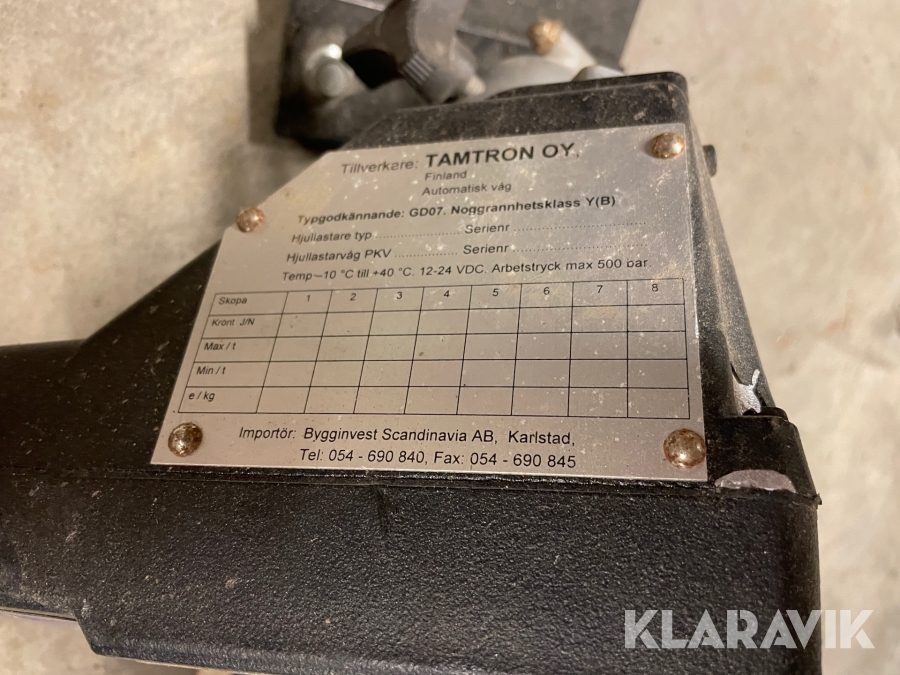 Tillverkare: TAMTRON OY,
Finland
Automatisk våg
Typgodkännande: GD07. Noggrannhetsklass Y(B)
Hjullastare typ .................... Serienr ..............................
Hjullastarvåg PKV .................... Serienr ..............................
Temp –10 °C till +40 °C. 12-24 VDC. Arbetstryck max 500 bar
Skopa 1 2 3 4 5 6 7 8
Krönt J/N
Max / t
Min / t
e / kg
Importör: Bygginvest Scandinavia AB, Karlstad,
Tel: 054 - 690 840, Fax: 054 - 690 845
KLARAVIK